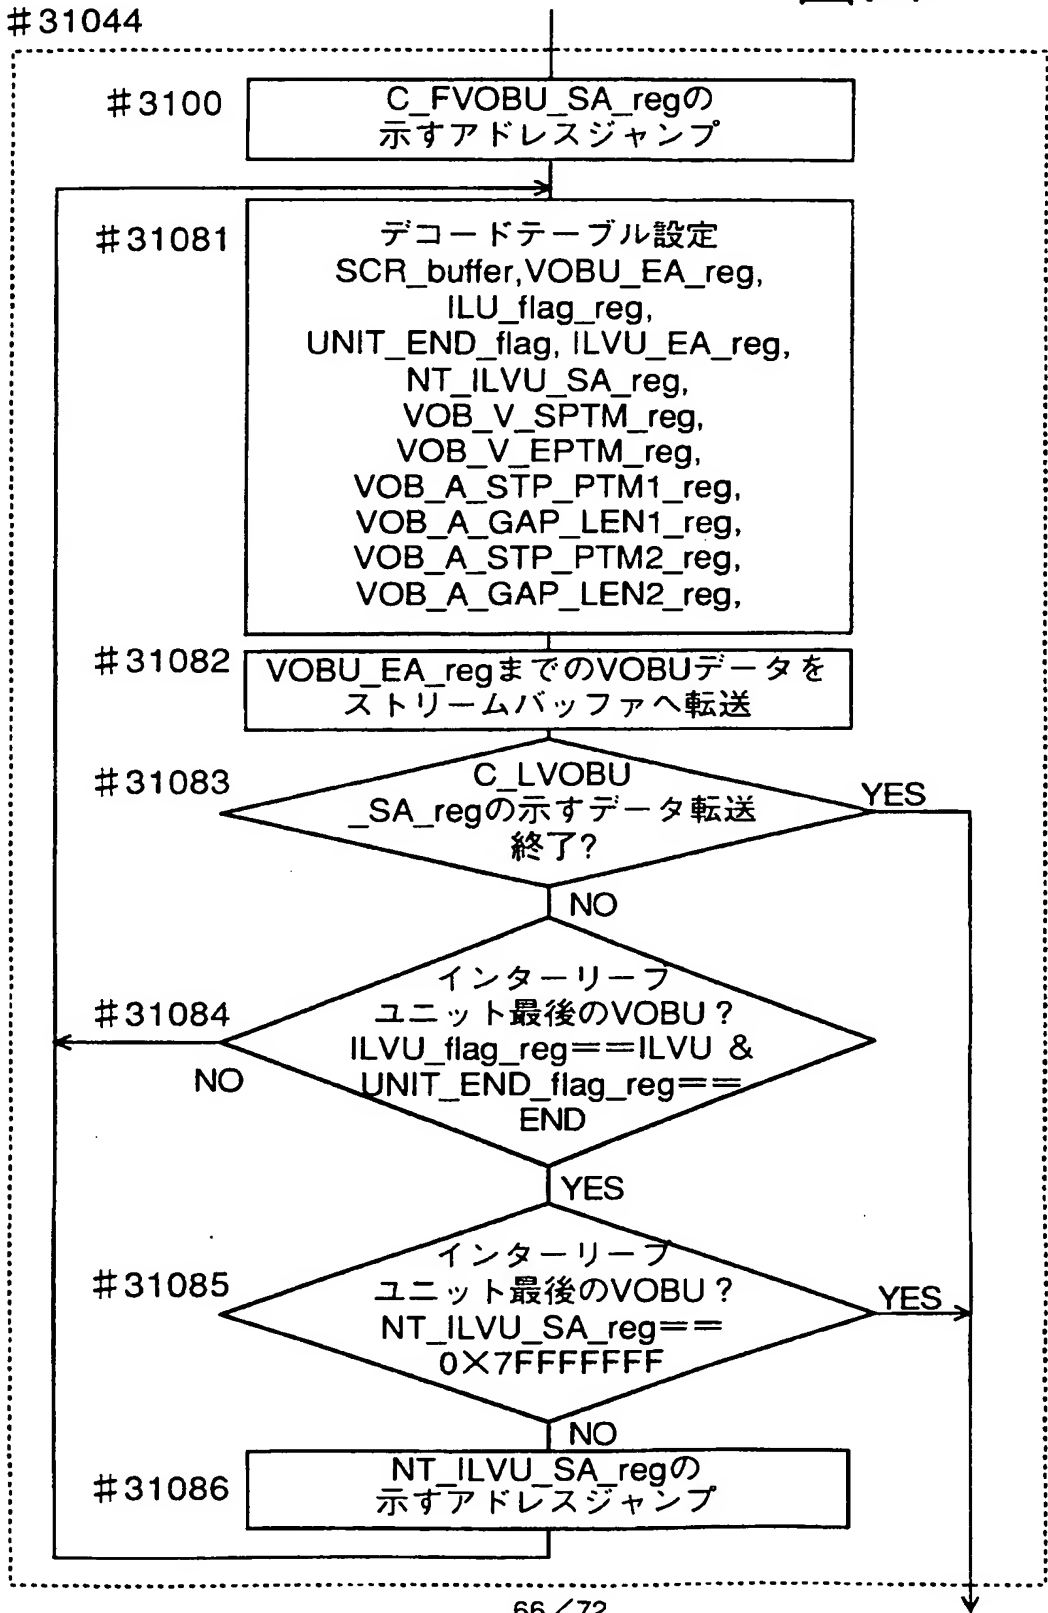 #31044
#3100
C_FVOBU_SA_regの
示すアドレスジャンプ
#31081
デコードテーブル設定
SCR_buffer,VOBU_EA_reg,
ILU_flag_reg,
UNIT_END_flag, ILVU_EA_reg,
NT_ILVU_SA_reg,
VOB_V_SPTM_reg,
VOB_V_EPTM_reg,
VOB_A_STP_PTM1_reg,
VOB_A_GAP_LEN1_reg,
VOB_A_STP_PTM2_reg,
VOB_A_GAP_LEN2_reg,
#31082
VOBU_EA_regまでのVOBUデータを
ストリームバッファへ転送
#31083
C_LVOBU
_SA_regの示すデータ転送
終了?
YES
NO
#31084
インターリーブ
ユニット最後のVOBU?
ILVU_flag_reg==ILVU &
UNIT_END_flag_reg==
END
NO
YES
#31085
インターリーブ
ユニット最後のVOBU?
NT_ILVU_SA_reg==
0×7FFFFFFF
YES
NO
#31086
NT_ILVU_SA_regの
示すアドレスジャンプ
66/72